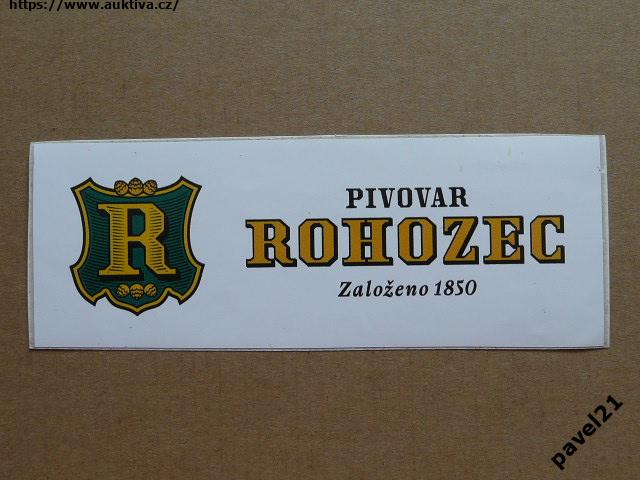 https://www.auktiva.cz/
R
PIVOVAR
ROHOZEC
Založeno 1850
pavel21